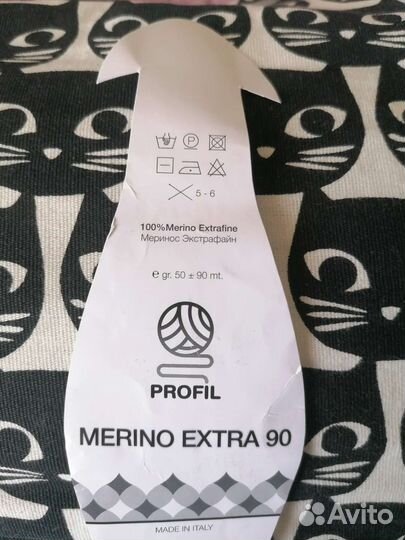 P
5 - 6
100%Merino Extrafine
Меринос Экстрафайн
e gr. 50 ± 90 mt.
PROFIL
MERINO EXTRA 90
MADE IN ITALY
Avito